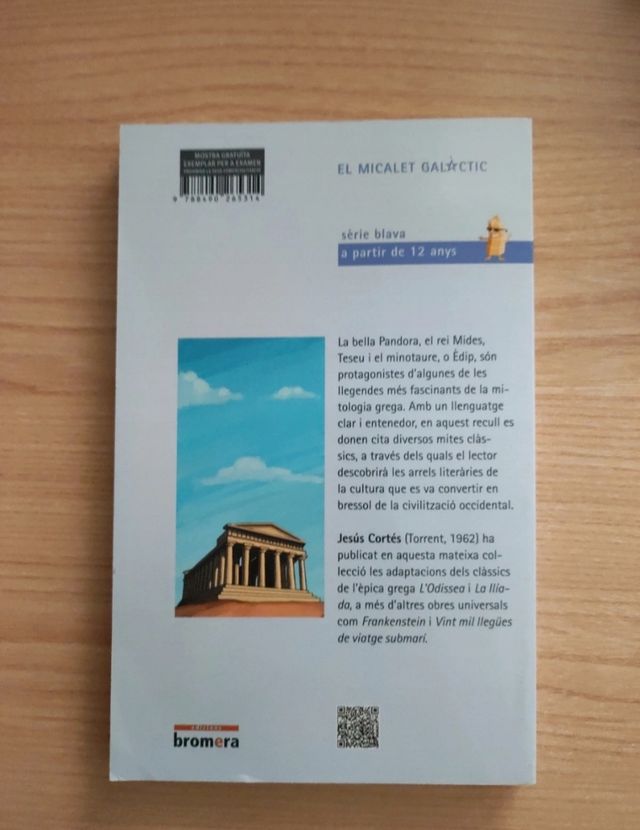 MOSTRA GRATUÏTA
EXEMPLAR PER A EXAMEN
9 788490 265314
EL MICALET GALÀCTIC
sèrie blava
a partir de 12 anys
La bella Pandora, el rei Mides,
Teseu i el minotaure, o Èdip, són
protagonistes d'algunes de les
llegendes més fascinants de la mi-
tologia grega. Amb un llenguatge
clar i entenedor, en aquest recull es
donen cita diversos mites clàs-
sics, a través dels quals el lector
descobrirà les arrels literàries de
la cultura que es va convertir en
bressol de la civilització occidental.
Jesús Cortés (Torrent, 1962) ha
publicat en aquesta mateixa col-
lecció les adaptacions dels clàssics
de l'èpica grega L'Odissea i La Ilía-
da, a més d'altres obres universals
com Frankenstein i Vint mil llegües
de viatge submarí.
edicions
bromera